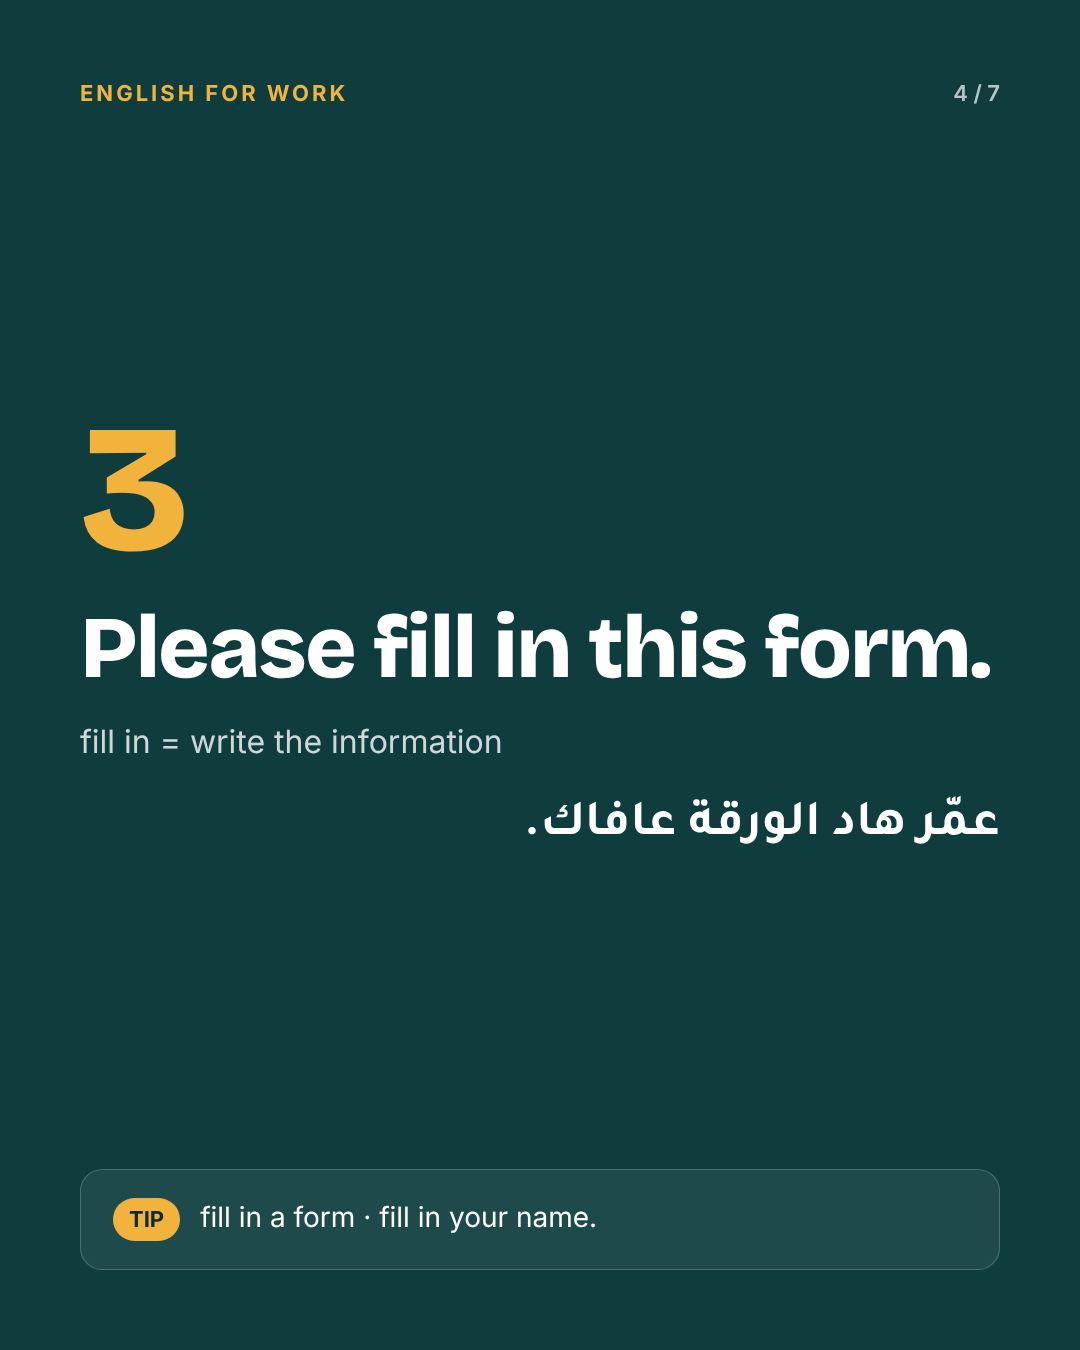 ENGLISH FOR WORK
4 / 7
3
Please fill in this form.
fill in = write the information
عمّر هاد الورقة عافاك.
TIP fill in a form · fill in your name.